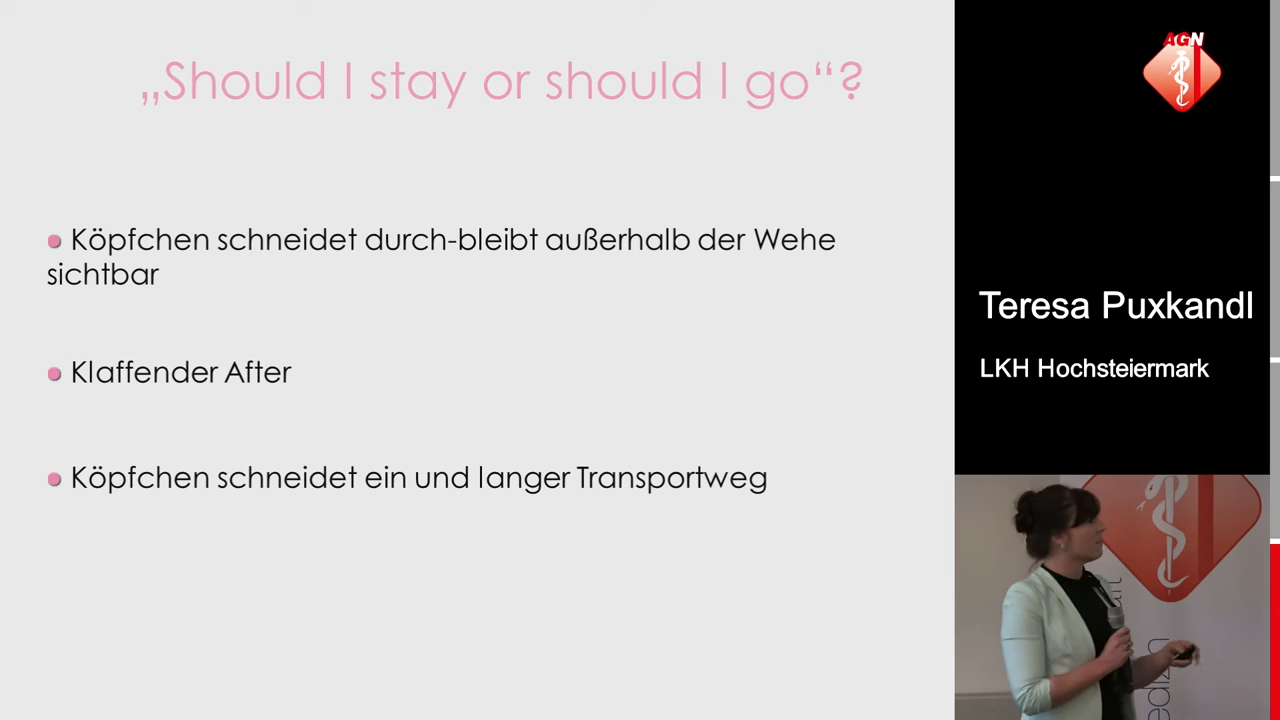 „Should I stay or should I go“?
Köpfchen schneidet durch-bleibt außerhalb der Wehe
sichtbar
Klaffender After
Köpfchen schneidet ein und langer Transportweg
AGN
Teresa Puxkandl
LKH Hochsteiermark